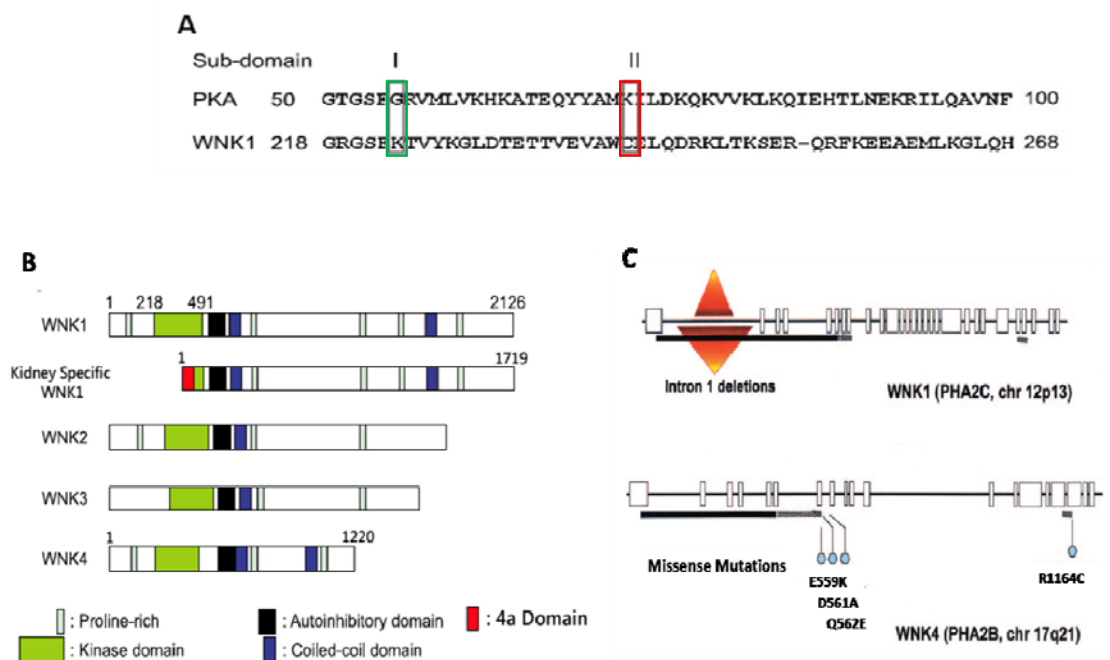 A
Sub-domain I II
PKA 50 GTGSFGRVMLVKHKATEQYYAMKILDKQKVVKLKQIEHTLNEKRILQAVNF 100
WNK1 218 GRGSFKTVYKGLDTETTVEVAWCELQDRKLTKSER-QRFKEEAEMLKGLQH 268
B
1 218 491 2126
WNK1
1 1719
Kidney Specific
WNK1
WNK2
WNK3
1 1220
WNK4
: Proline-rich
: Autoinhibitory domain
: 4a Domain
: Kinase domain
: Coiled-coil domain
C
Intron 1 deletions
WNK1 (PHA2C, chr 12p13)
Missense Mutations
E559K
D561A
Q562E
R1164C
WNK4 (PHA2B, chr 17q21)